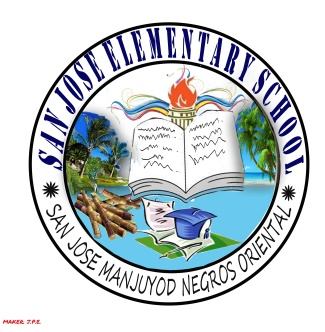 SAN JOSE ELEMENTARY SCHOOL
SAN JOSE MANJUYOD NEGROS ORIENTAL
MAKER: J.P.E.